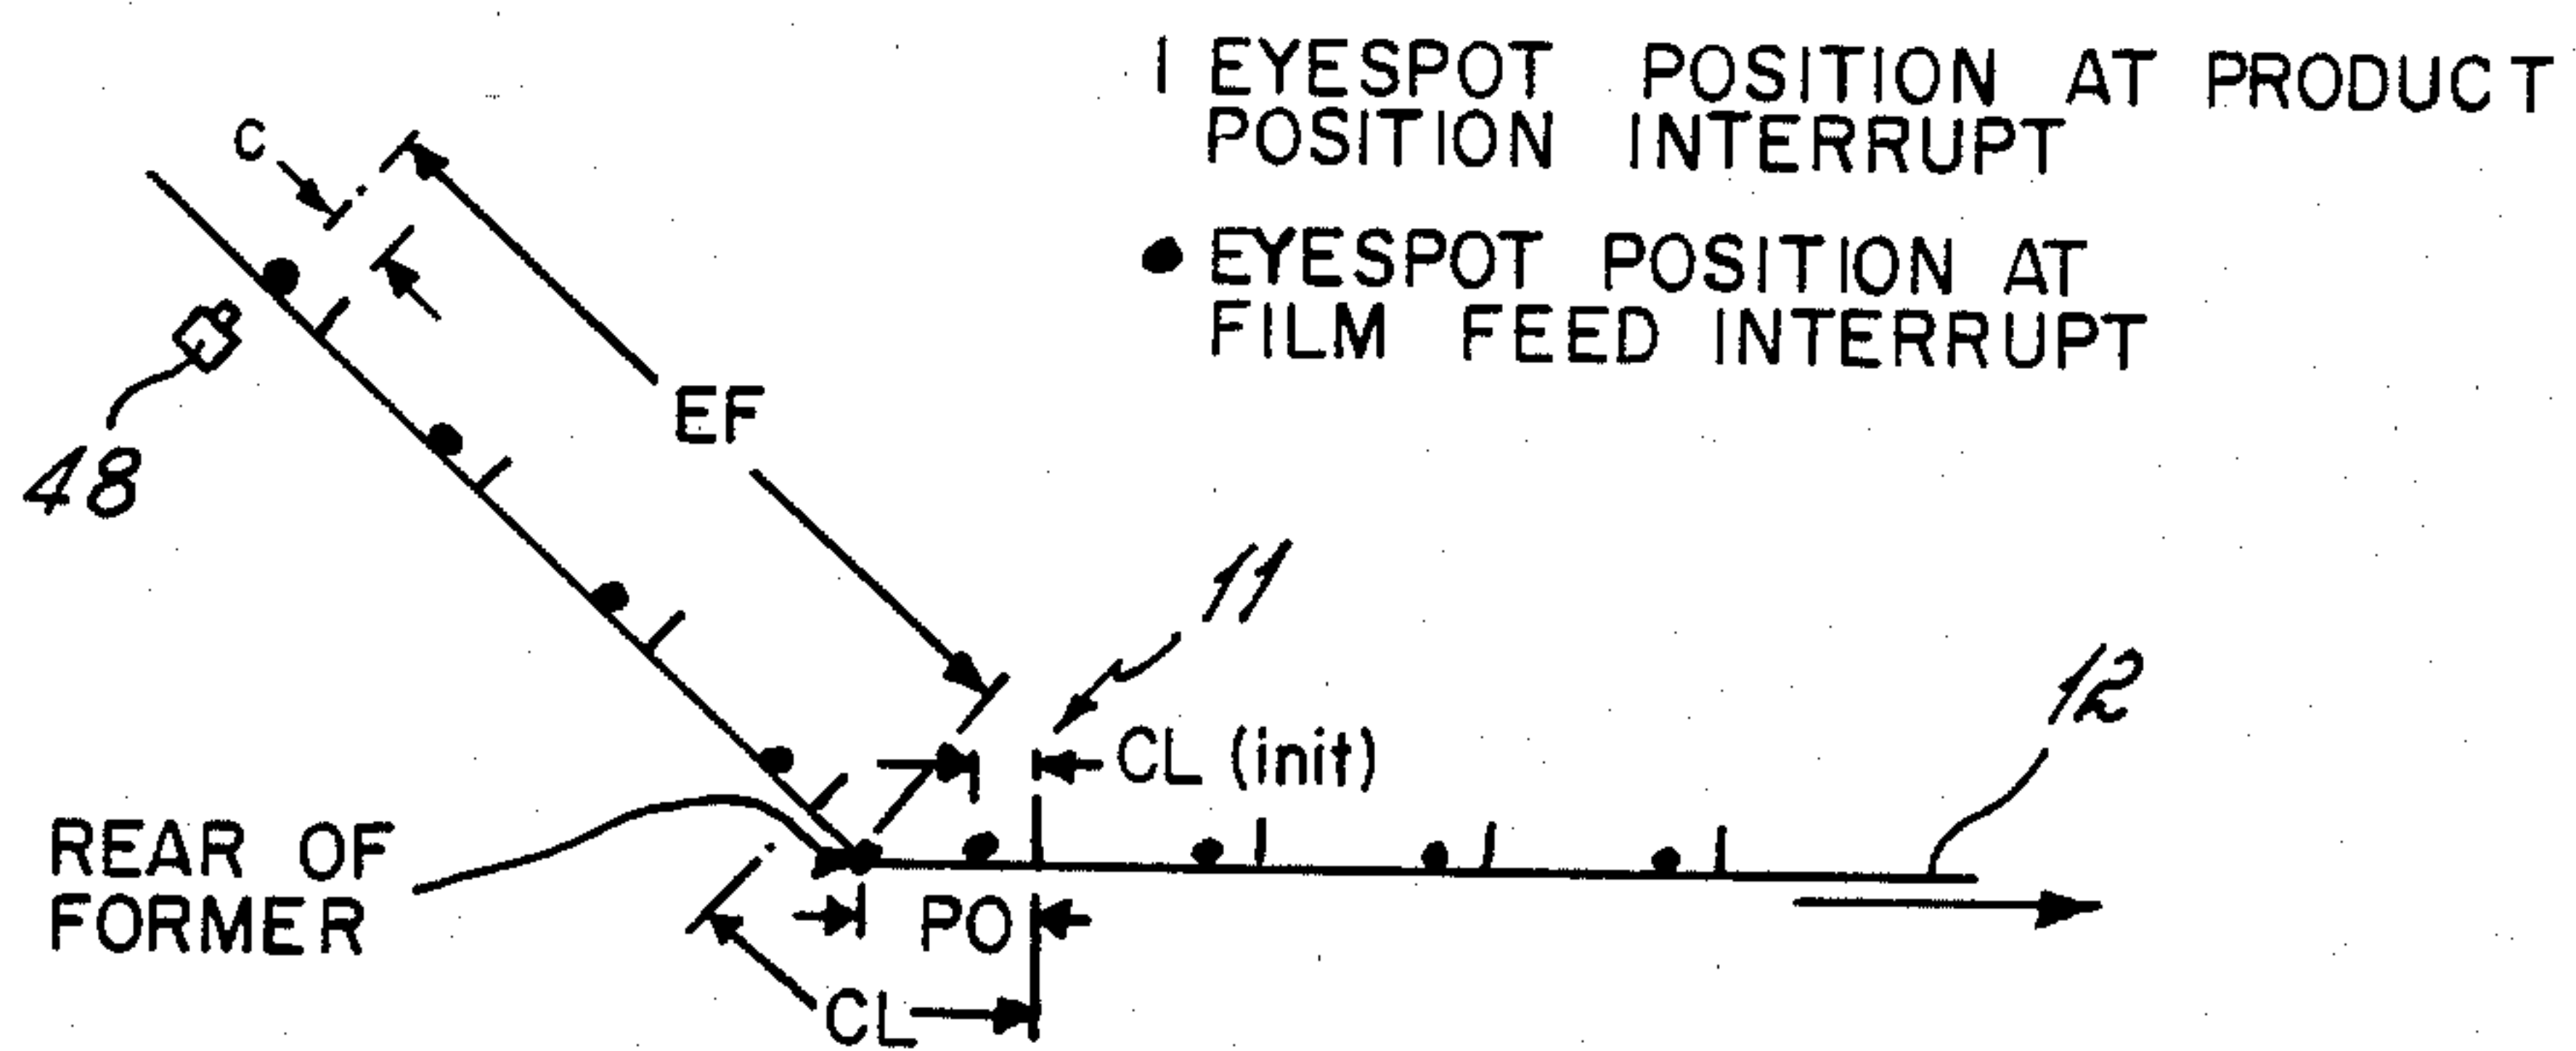 | EYESPOT POSITION AT PRODUCT
POSITION INTERRUPT
● EYESPOT POSITION AT
FILM FEED INTERRUPT
C
EF
48
11
12
CL (init)
REAR OF
FORMER
PO
CL